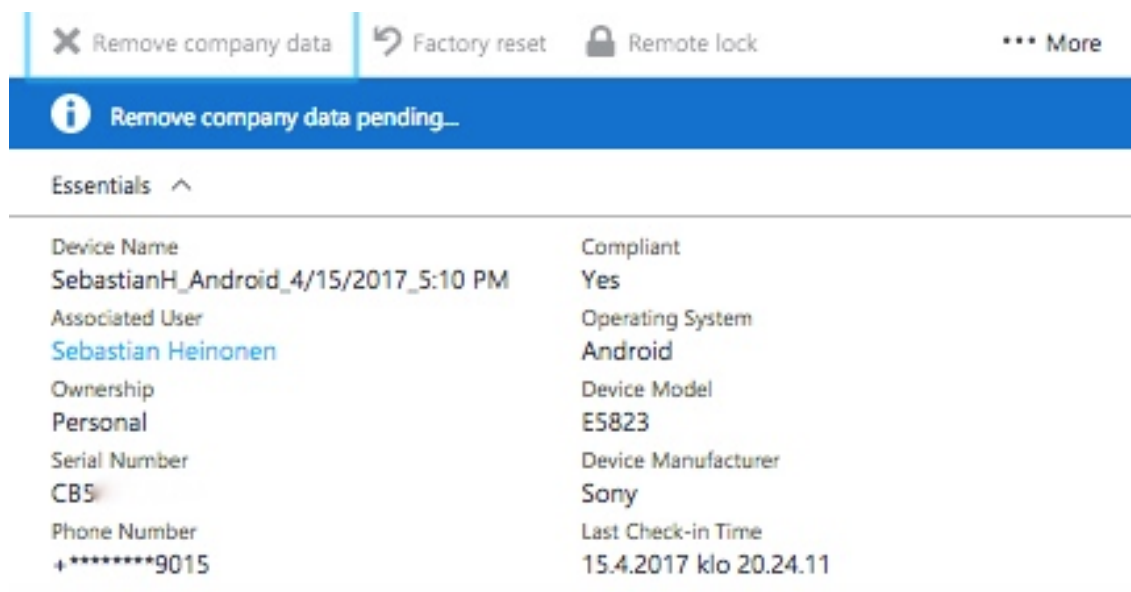 Remove company data Factory reset Remote lock ••• More
Remove company data pending...
Essentials
Device Name
SebastianH_Android_4/15/2017_5:10 PM
Associated User
Sebastian Heinonen
Ownership
Personal
Serial Number
CB5
Phone Number
+********9015
Compliant
Yes
Operating System
Android
Device Model
E5823
Device Manufacturer
Sony
Last Check-in Time
15.4.2017 klo 20.24.11